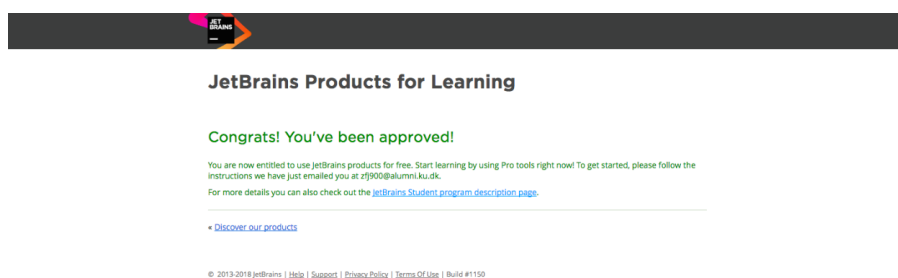 JET
BRAINS
JetBrains Products for Learning
Congrats! You've been approved!
You are now entitled to use JetBrains products for free. Start learning by using Pro tools right now! To get started, please follow the
instructions we have just emailed you at zfj900@alumni.ku.dk.
For more details you can also check out the JetBrains Student program description page.
« Discover our products
© 2013-2018 JetBrains | Help | Support | Privacy Policy | Terms Of Use | Build #1150